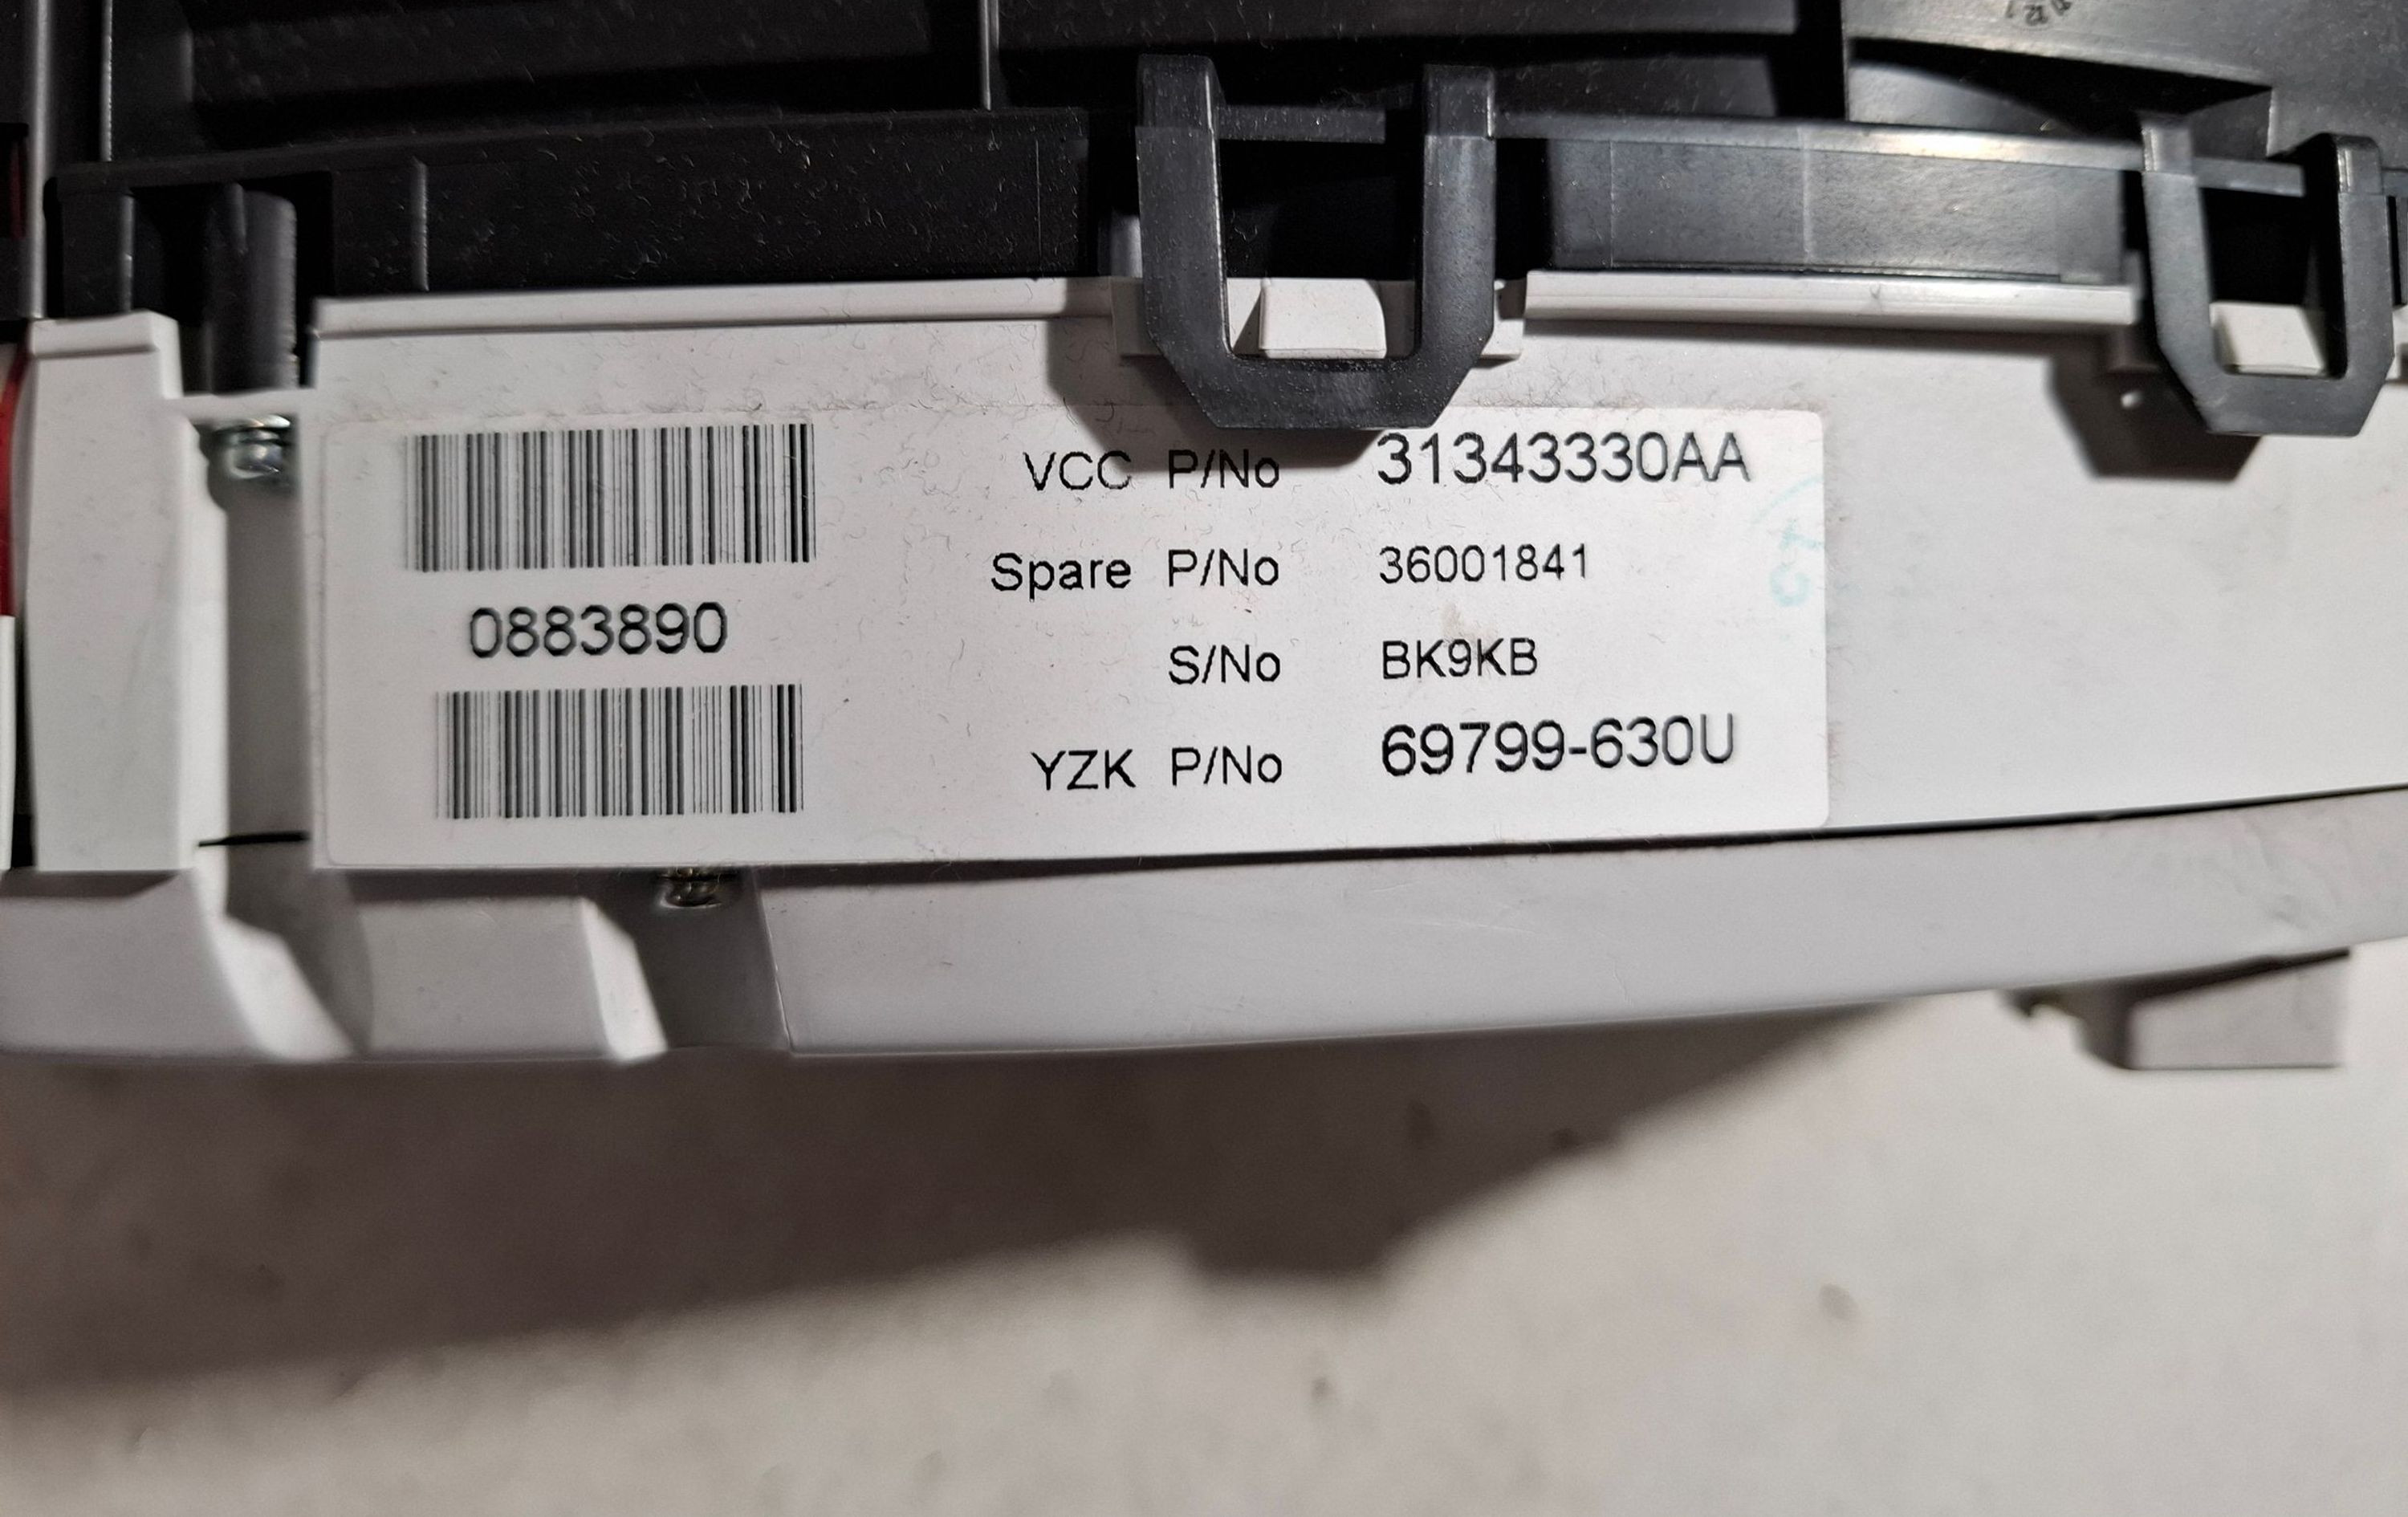 VCC P/No 31343330AA
Spare P/No 36001841
0883890
S/No BK9KB
YZK P/No 69799-630U